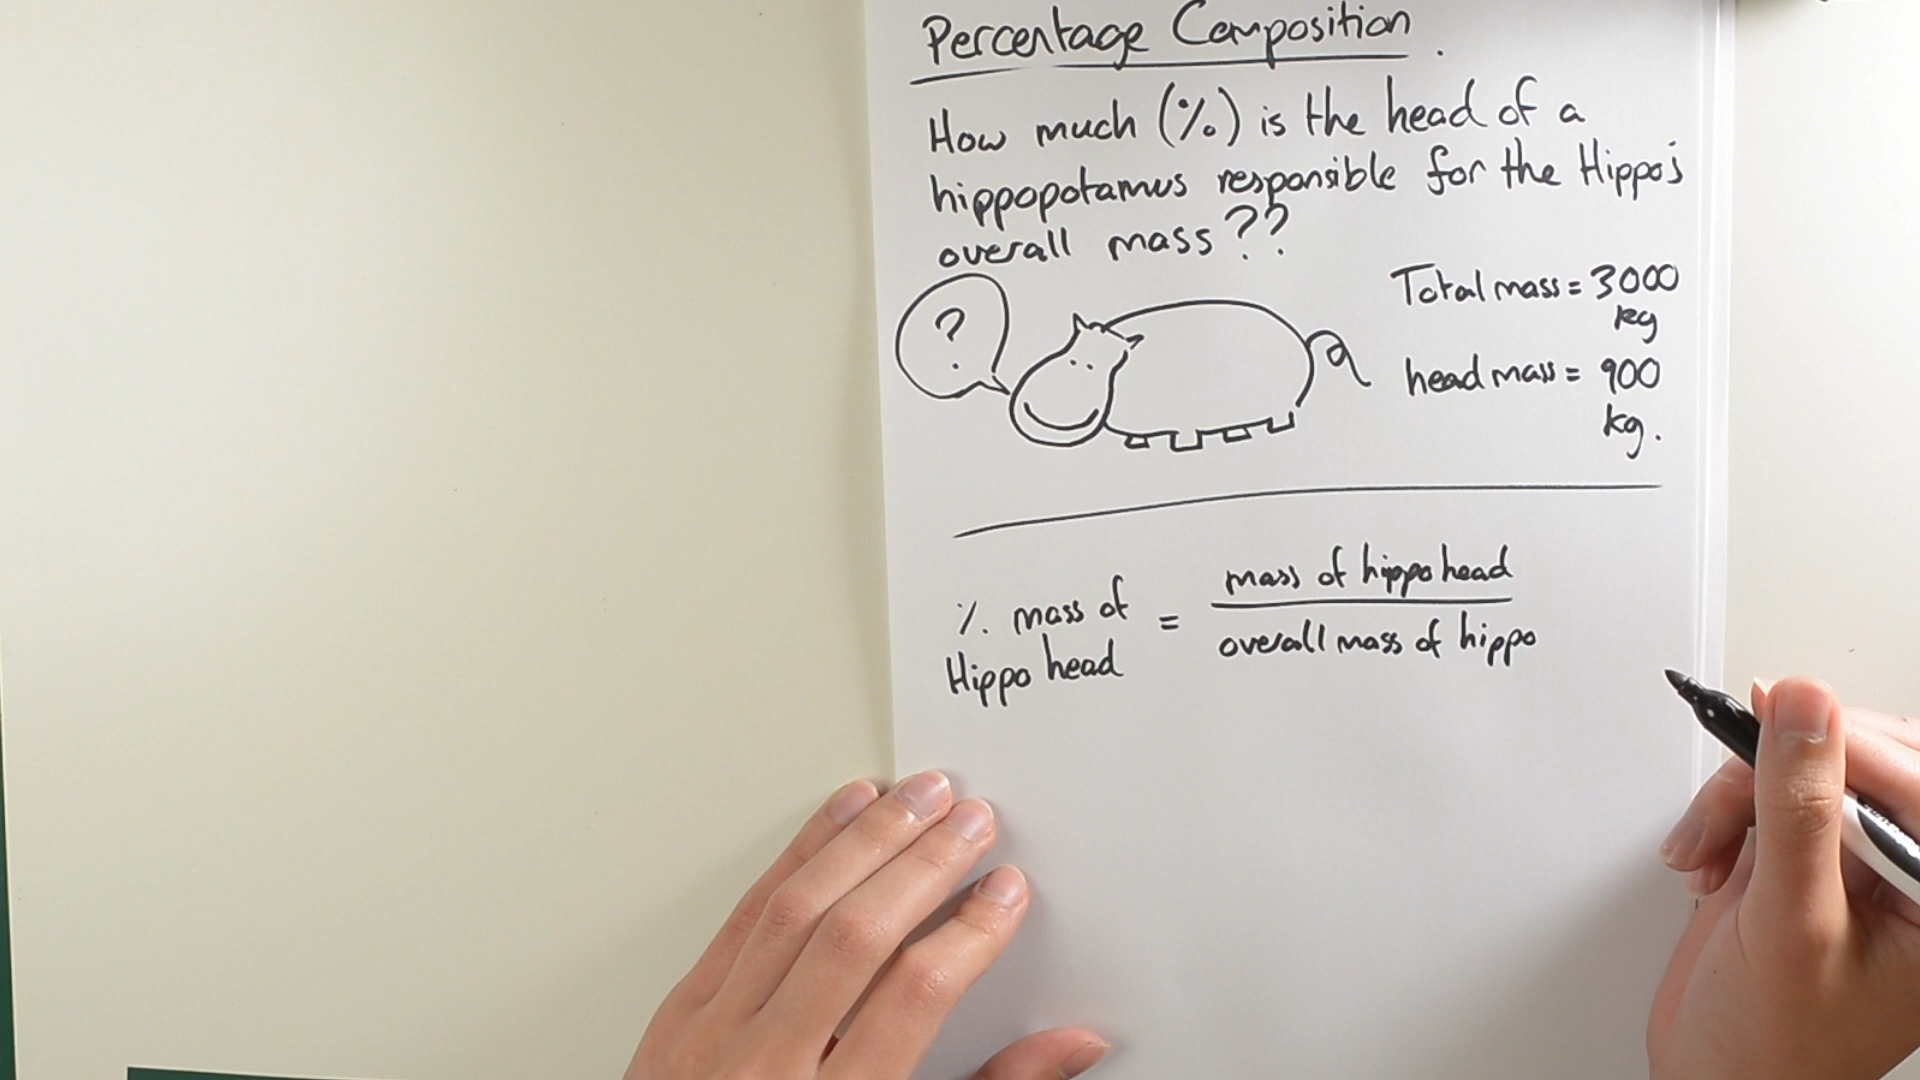 Percentage Composition.
How much (%) is the head of a
hippopotamus responsible for the Hippo's
overall mass??
?
Total mass = 3000
kg
head mass = 900
kg.
% mass of
Hippo head
=
mass of hippo head
overall mass of hippo